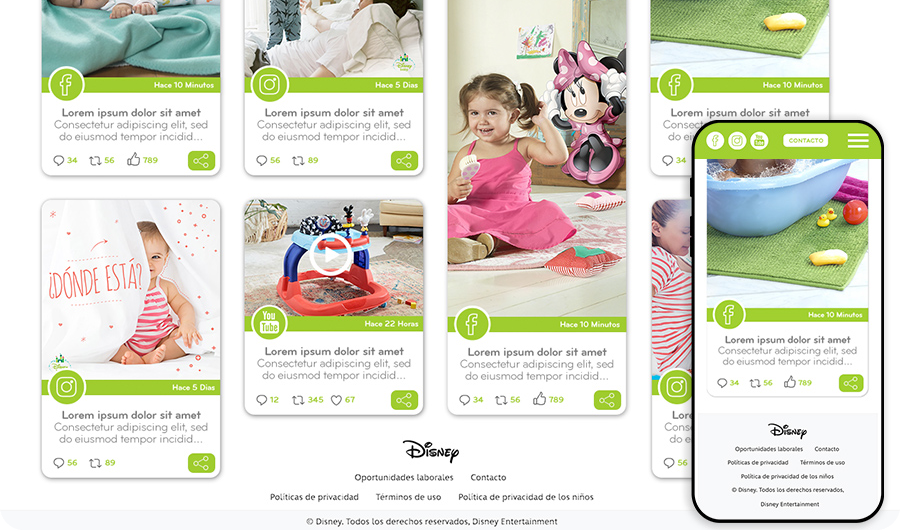 Hace 10 Minutos
Lorem ipsum dolor sit amet
Consectetur adipiscing elit, sed
do eiusmod tempor incidid...
34 56 789
¿DÓNDE ESTÁ?
Hace 5 Dias
Lorem ipsum dolor sit amet
Consectetur adipiscing elit, sed
do eiusmod tempor incidid...
56 89
Disney
Hace 5 Dias
Lorem ipsum dolor sit amet
Consectetur adipiscing elit, sed
do eiusmod tempor incidid...
56 89
You
Tube
Hace 22 Horas
Lorem ipsum dolor sit amet
Consectetur adipiscing elit, sed
do eiusmod tempor incidid...
12 345 67
Hace 10 Minutos
Lorem ipsum dolor sit amet
Consectetur adipiscing elit, sed
do eiusmod tempor incidid...
34 56 789
Hace 10 Minutos
Lorem ipsum dolor sit amet
Consectetur
do eiusm
34
Lore
Conse
do eiu
56
You
Tube
CONTACTO
Hace 10 Minutos
Lorem ipsum dolor sit amet
Consectetur adipiscing elit, sed
do eiusmod tempor incidid...
34 56 789
Disney
Oportunidades laborales Contacto
Políticas de privacidad Términos de uso
Política de privacidad de los niños
© Disney. Todos los derechos reservados,
Disney Entertainment
Disney
Oportunidades laborales Contacto
Políticas de privacidad Términos de uso Política de privacidad de los niños
© Disney, Todos los derechos reservados, Disney Entertainment